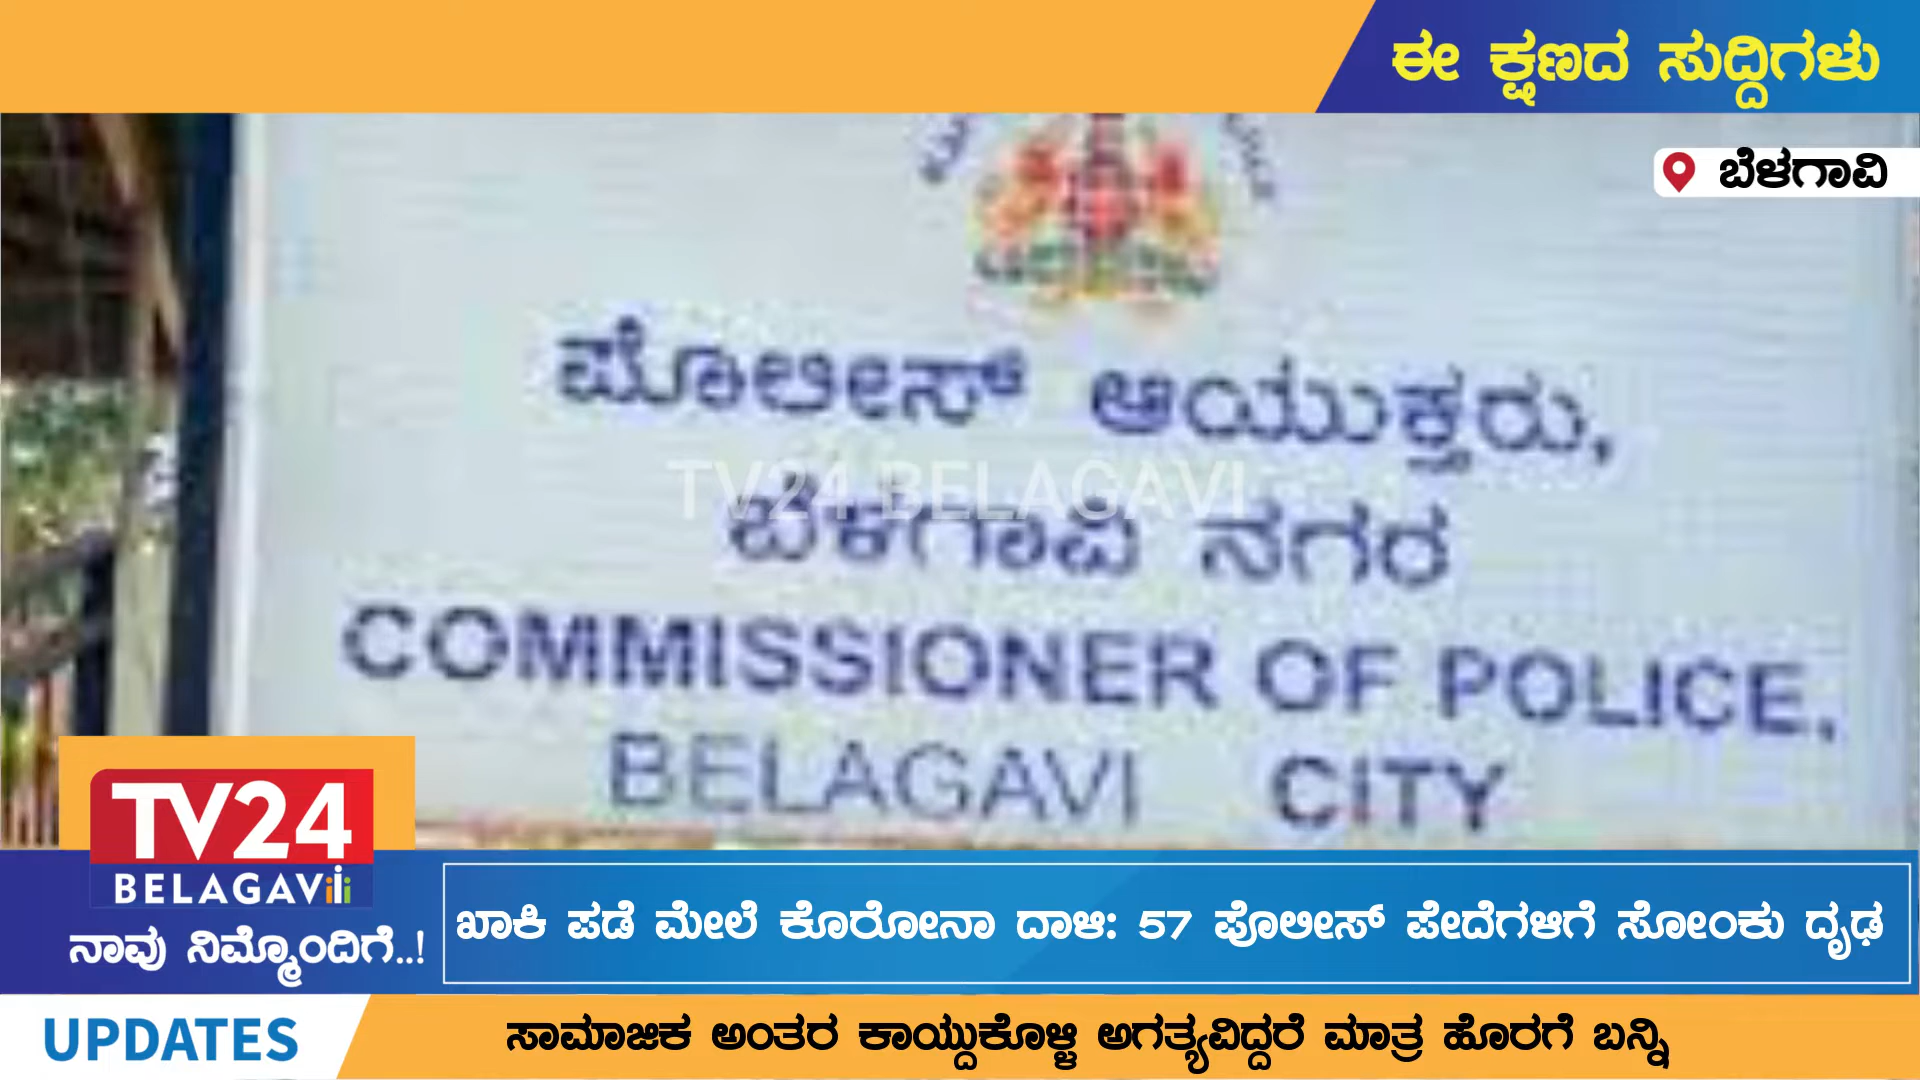 ಈ ಕ್ಷಣದ ಸುದ್ದಿಗಳು
ಬೆಳಗಾವಿ
ಪೊಲೀಸ್ ಆಯುಕ್ತರು,
TV24 BELAGAVI
ಬೆಳಗಾವಿ ನಗರ
COMMISSIONER OF POLICE,
BELAGAVI CITY
TV24
BELAGAVi
ನಾವು ನಿಮ್ಮೊಂದಿಗೆ..!
ಖಾಕಿ ಪಡೆ ಮೇಲೆ ಕೊರೋನಾ ದಾಳಿ: 57 ಪೊಲೀಸ್ ಪೇದೆಗಳಿಗೆ ಸೋಂಕು ದೃಢ
UPDATES
ಸಾಮಾಜಿಕ ಅಂತರ ಕಾಯ್ದುಕೊಳ್ಳಿ ಅಗತ್ಯವಿದ್ದರೆ ಮಾತ್ರ ಹೊರಗೆ ಬನ್ನಿ